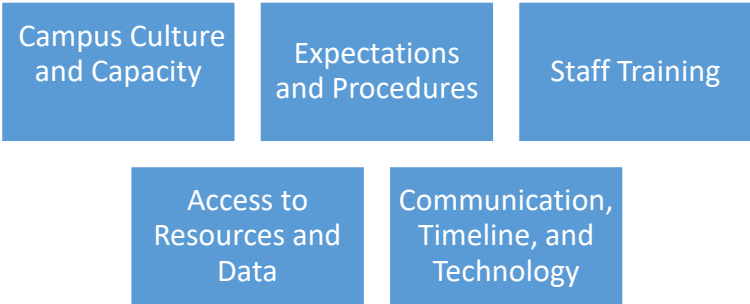 Campus Culture
and Capacity
Expectations
and Procedures
Staff Training
Access to
Resources and
Data
Communication,
Timeline, and
Technology